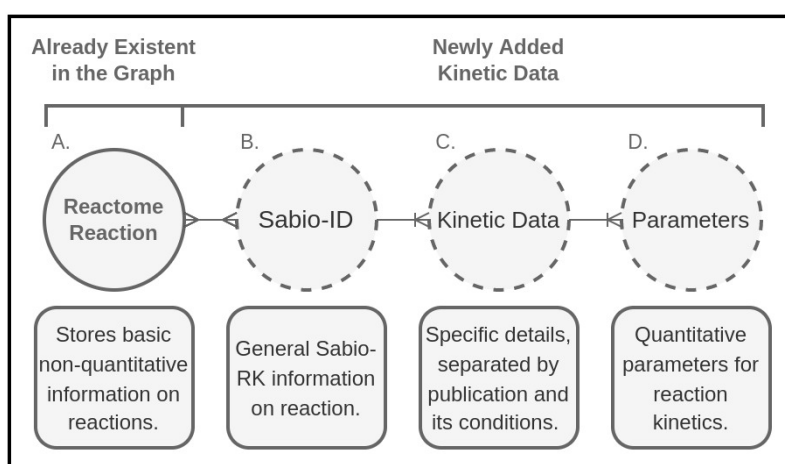 Already Existent
in the Graph
Newly Added
Kinetic Data
A.
B.
C.
D.
Reactome
Reaction
Sabio-ID
Kinetic Data
Parameters
Stores basic
non-quantitative
information on
reactions.
General Sabio-
RK information
on reaction.
Specific details,
separated by
publication and
its conditions.
Quantitative
parameters for
reaction
kinetics.